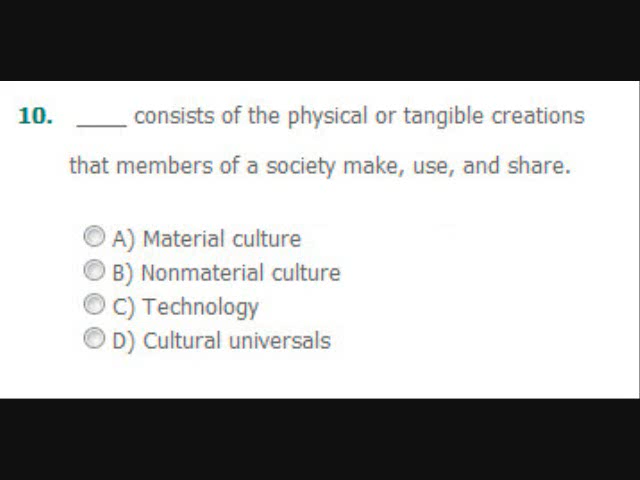 10. ____ consists of the physical or tangible creations
that members of a society make, use, and share.
A) Material culture
B) Nonmaterial culture
C) Technology
D) Cultural universals